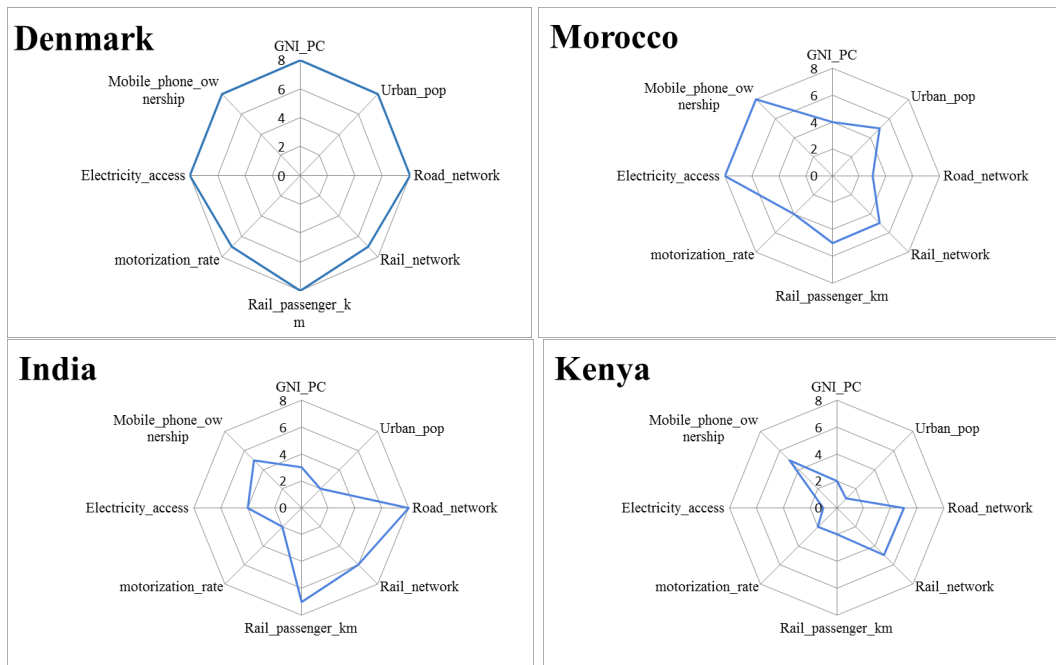 Denmark
GNI_PC
8
6
4
2
0
Mobile_phone_ow
nership
Urban_pop
Electricity_access
Road_network
motorization_rate
Rail_network
Rail_passenger_k
m
Morocco
GNI_PC
8
6
4
2
0
Mobile_phone_ow
nership
Urban_pop
Electricity_access
Road_network
motorization_rate
Rail_network
Rail_passenger_km
India
GNI_PC
8
6
4
2
0
Mobile_phone_ow
nership
Urban_pop
Electricity_access
Road_network
motorization_rate
Rail_network
Rail_passenger_km
Kenya
GNI_PC
8
6
4
2
0
Mobile_phone_ow
nership
Urban_pop
Electricity_access
Road_network
motorization_rate
Rail_network
Rail_passenger_km